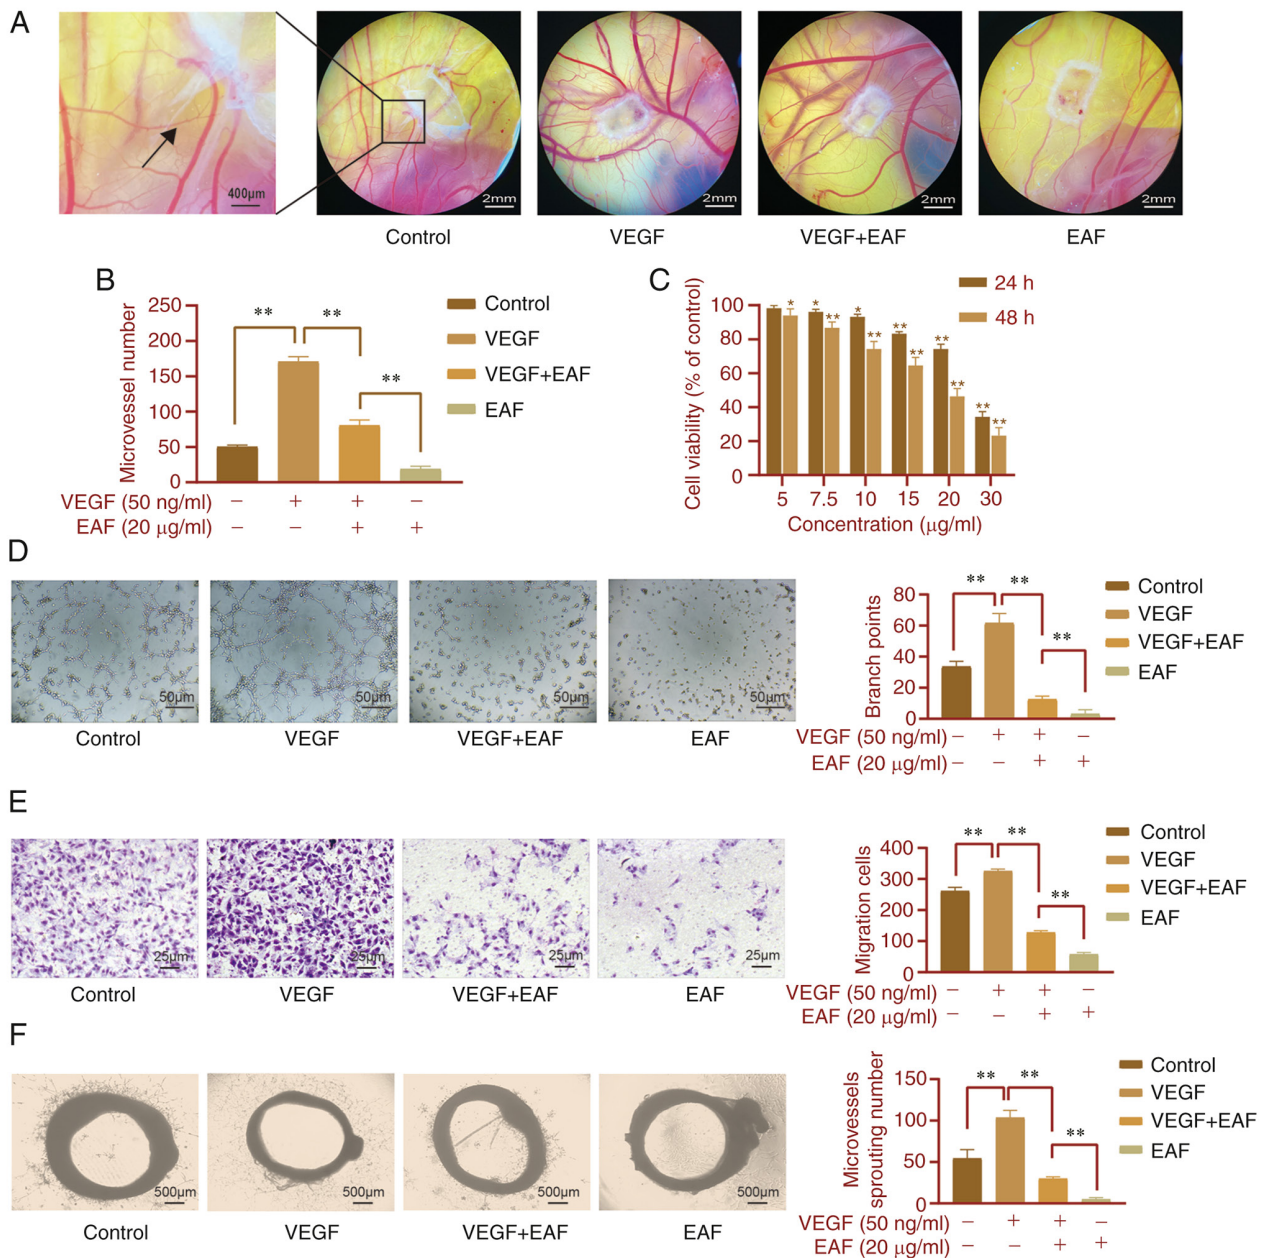 A
400μm
2mm
2mm
2mm
2mm
Control
VEGF
VEGF+EAF
EAF
B
Microvessel number
250
200
150
100
50
0
**
**
**
Control
VEGF
VEGF+EAF
EAF
VEGF (50 ng/ml) − + + −
EAF (20 μg/ml) − − + +
C
Cell viability (% of control)
100
80
60
40
20
0
*
*
**
*
**
**
**
**
**
**
**
24 h
48 h
5 7.5 10 15 20 30
Concentration (μg/ml)
D
50μm
50μm
50μm
50μm
Control
VEGF
VEGF+EAF
EAF
Branch points
80
60
40
20
0
**
**
**
Control
VEGF
VEGF+EAF
EAF
VEGF (50 ng/ml) − + + −
EAF (20 μg/ml) − − + +
E
25μm
25μm
25μm
25μm
Control
VEGF
VEGF+EAF
EAF
Migration cells
400
300
200
100
0
**
**
**
Control
VEGF
VEGF+EAF
EAF
VEGF (50 ng/ml) − + + −
EAF (20 μg/ml) − − + +
F
500μm
500μm
500μm
500μm
Control
VEGF
VEGF+EAF
EAF
Microvessels
sprouting number
150
100
50
0
**
**
**
Control
VEGF
VEGF+EAF
EAF
VEGF (50 ng/ml) − + + −
EAF (20 μg/ml) − − + +